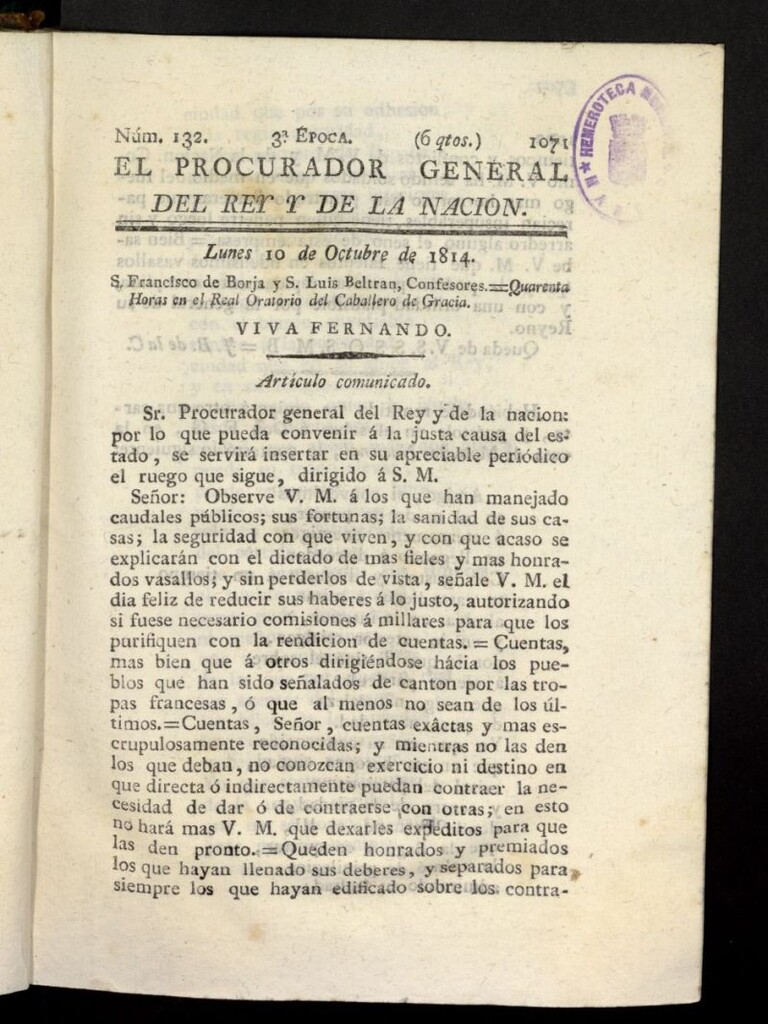 Núm. 132. 3ª ÉPOCA. (6 qtos.) 1071
EL PROCURADOR GENERAL
DEL REY Y DE LA NACION.
Lunes 10 de Octubre de 1814.
S. Francisco de Borja y S. Luis Beltran, Confesores.=Quarenta
Horas en el Real Oratorio del Caballero de Gracia.
VIVA FERNANDO.
Artículo comunicado.
Sr. Procurador general del Rey y de la nacion:
por lo que pueda convenir á la justa causa del es-
tado, se servirá insertar en su apreciable periódico
el ruego que sigue, dirigido á S. M.
Señor: Observe V. M. á los que han manejado
caudales públicos; sus fortunas; la sanidad de sus ca-
sas; la seguridad con que viven, y con que acaso se
explicarán con el dictado de mas fieles y mas honra-
dos vasallos; y sin perderlos de vista, señale V. M. el
dia feliz de reducir sus haberes á lo justo, autorizando
si fuese necesario comisiones á millares para que los
purifiquen con la rendicion de cuentas.=Cuentas,
mas bien que á otros dirigiéndose hácia los pue-
blos que han sido señalados de canton por las tro-
pas francesas, ó que al menos no sean de los úl-
timos.=Cuentas, Señor, cuentas exâctas y mas es-
crupulosamente reconocidas; y mientras no las den
los que deban, no conozcan exercicio ni destino en
que directa ó indirectamente puedan contraer la ne-
cesidad de dar ó de contraerse con otras; en esto
no hará mas V. M. que dexarles expéditos para que
las den pronto.=Queden honrados y premiados
los que hayan llenado sus deberes, y separados para
siempre los que hayan edificado sobre los contra-
HEMEROTECA